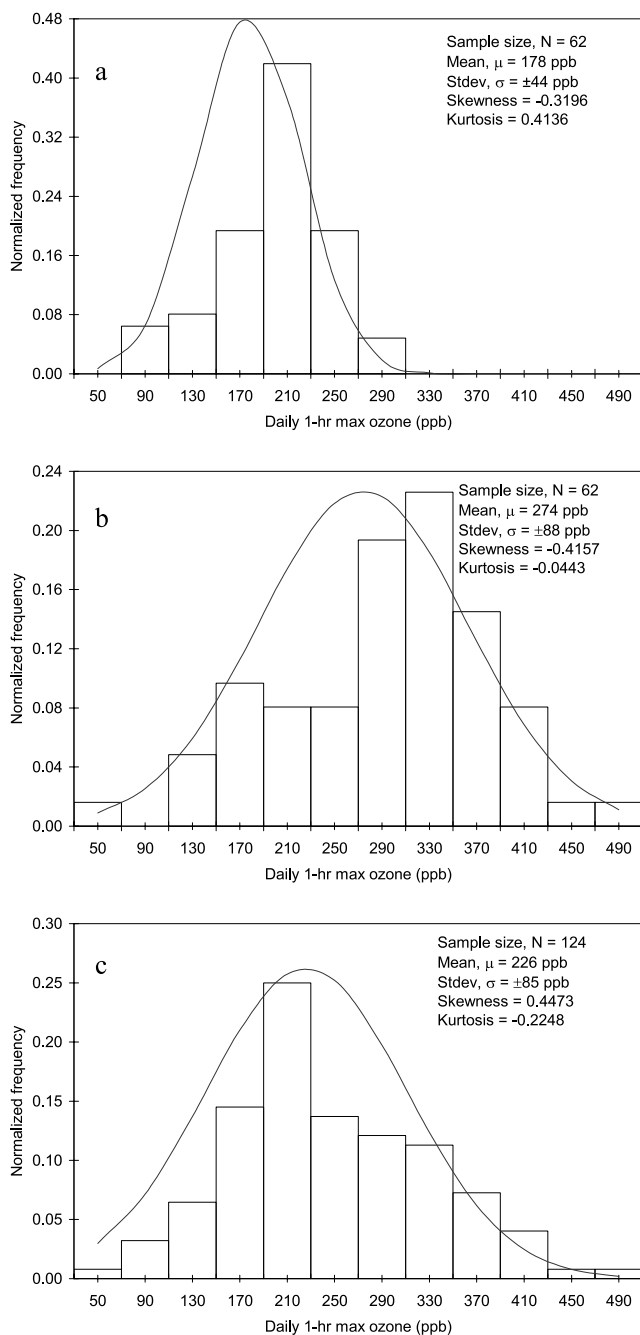 0.48
0.40
0.32
0.24
0.16
0.08
0.00
Normalized frequency
a
Sample size, N = 62
Mean, μ = 178 ppb
Stdev, σ = ±44 ppb
Skewness = -0.3196
Kurtosis = 0.4136
50 90 130 170 210 250 290 330 370 410 450 490
Daily 1-hr max ozone (ppb)
0.24
0.20
0.16
0.12
0.08
0.04
0.00
Normalized frequency
b
Sample size, N = 62
Mean, μ = 274 ppb
Stdev, σ = ±88 ppb
Skewness = -0.4157
Kurtosis = -0.0443
50 90 130 170 210 250 290 330 370 410 450 490
Daily 1-hr max ozone (ppb)
0.30
0.25
0.20
0.15
0.10
0.05
0.00
Normalized frequency
c
Sample size, N = 124
Mean, μ = 226 ppb
Stdev, σ = ±85 ppb
Skewness = 0.4473
Kurtosis = -0.2248
50 90 130 170 210 250 290 330 370 410 450 490
Daily 1-hr max ozone (ppb)